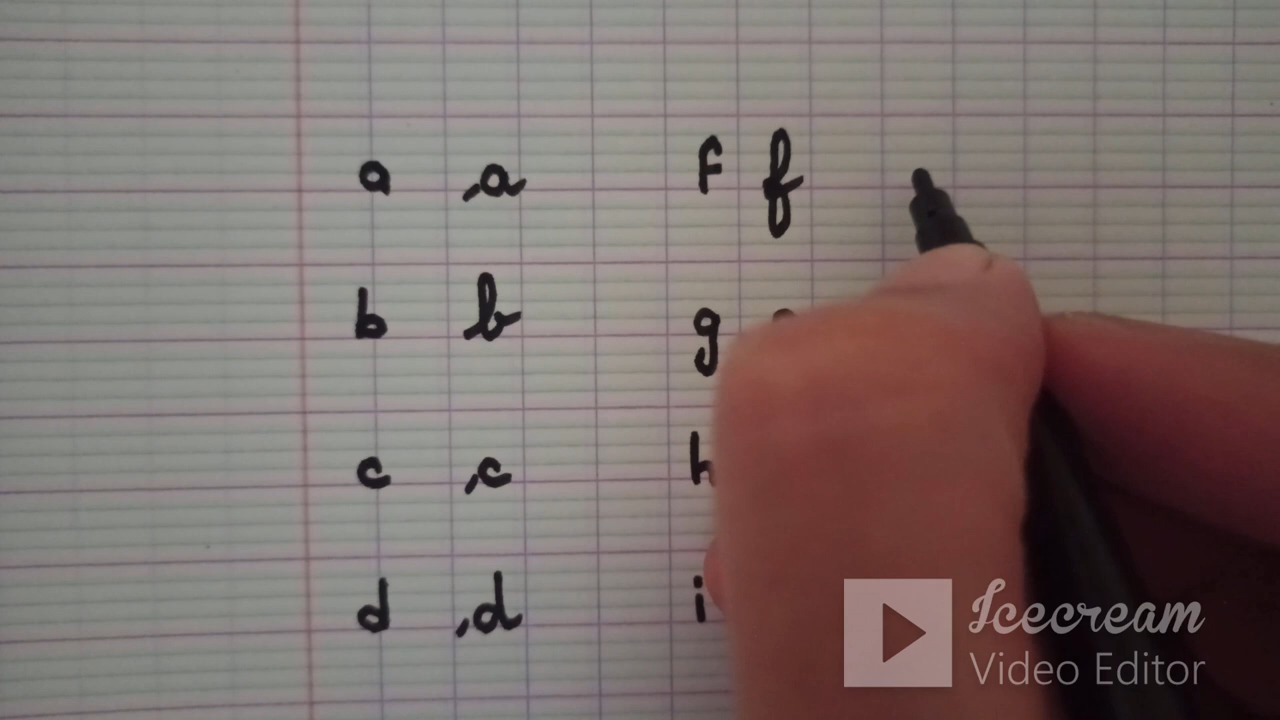 a ,a f f
b b g
c ,c h
d ,d i
Icecream
Video Editor